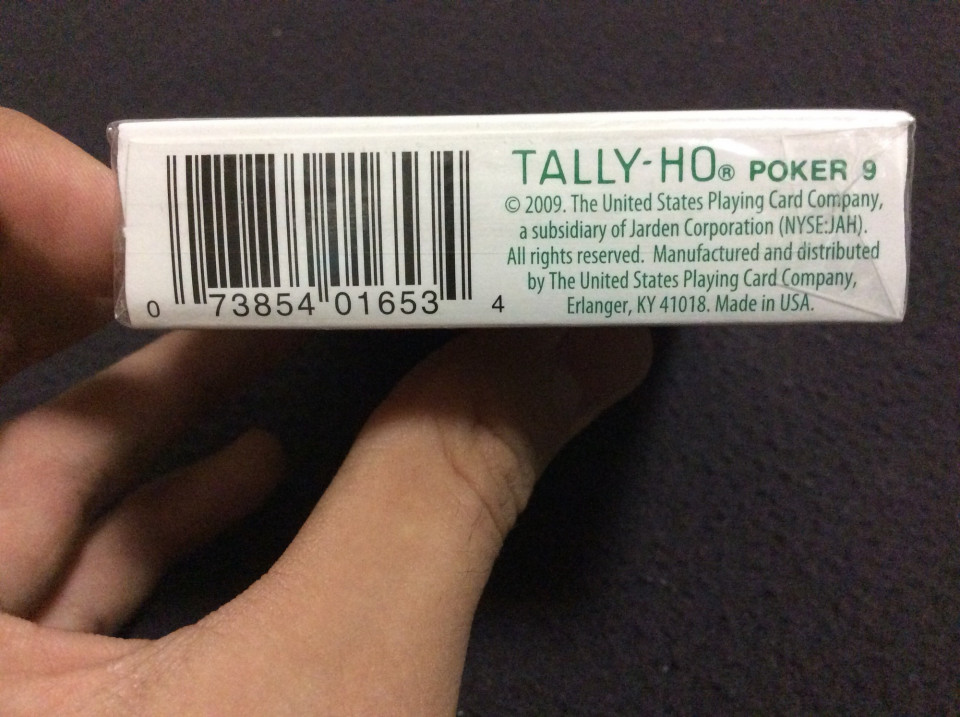 TALLY-HO® POKER 9
© 2009. The United States Playing Card Company,
a subsidiary of Jarden Corporation (NYSE:JAH).
All rights reserved. Manufactured and distributed
by The United States Playing Card Company,
Erlanger, KY 41018. Made in USA.
0 73854 01653 4